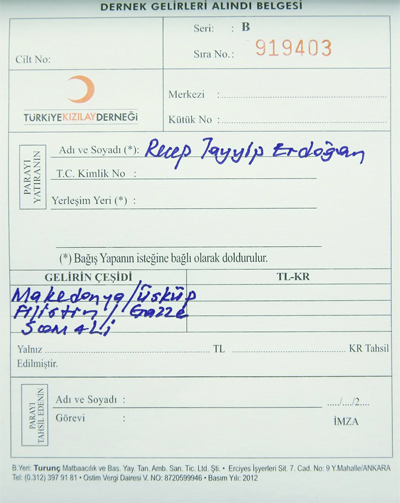 DERNEK GELİRLERİ ALINDI BELGESİ
Seri: : B
Cilt No:
Sıra No.: 919403
TÜRKİYEKIZILAYDERNEĞİ
Merkezi :
Kütük No :
PARAYI YATIRANIN
Adı ve Soyadı (*): Recep Tayyip Erdoğan
T.C. Kimlik No :
Yerleşim Yeri (*) :
(*) Bağış Yapanın isteğine bağlı olarak doldurulur.
GELİRİN ÇEŞİDİ TL-KR
Makedonya/Üsküp
Filistin/Gazze
SOMALİ
Yalnız TL KR Tahsil
Edilmiştir.
PARAYI TAHSİL EDENİN
Adı ve Soyadı :
Görevi :
...../...../2....
İMZA
B.Yeri: Turunç Matbaacılık ve Bas. Yay. Tan. Amb. San. Tic. Ltd. Şti. • Erciyes İşyerleri Sit. 7. Cad. No: 9 Y.Mahalle/ANKARA
Tel: (0.312) 397 91 81 • Ostim Vergi Dairesi V. NO: 8720599946 • Basım Yılı: 2012